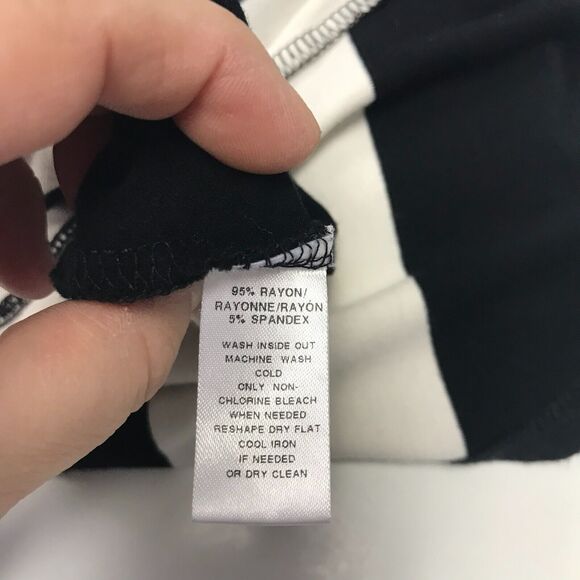 95% RAYON/
RAYONNE/RAYÓN
5% SPANDEX
WASH INSIDE OUT
MACHINE WASH
COLD
ONLY NON-
CHLORINE BLEACH
WHEN NEEDED
RESHAPE DRY FLAT
COOL IRON
IF NEEDED
OR DRY CLEAN